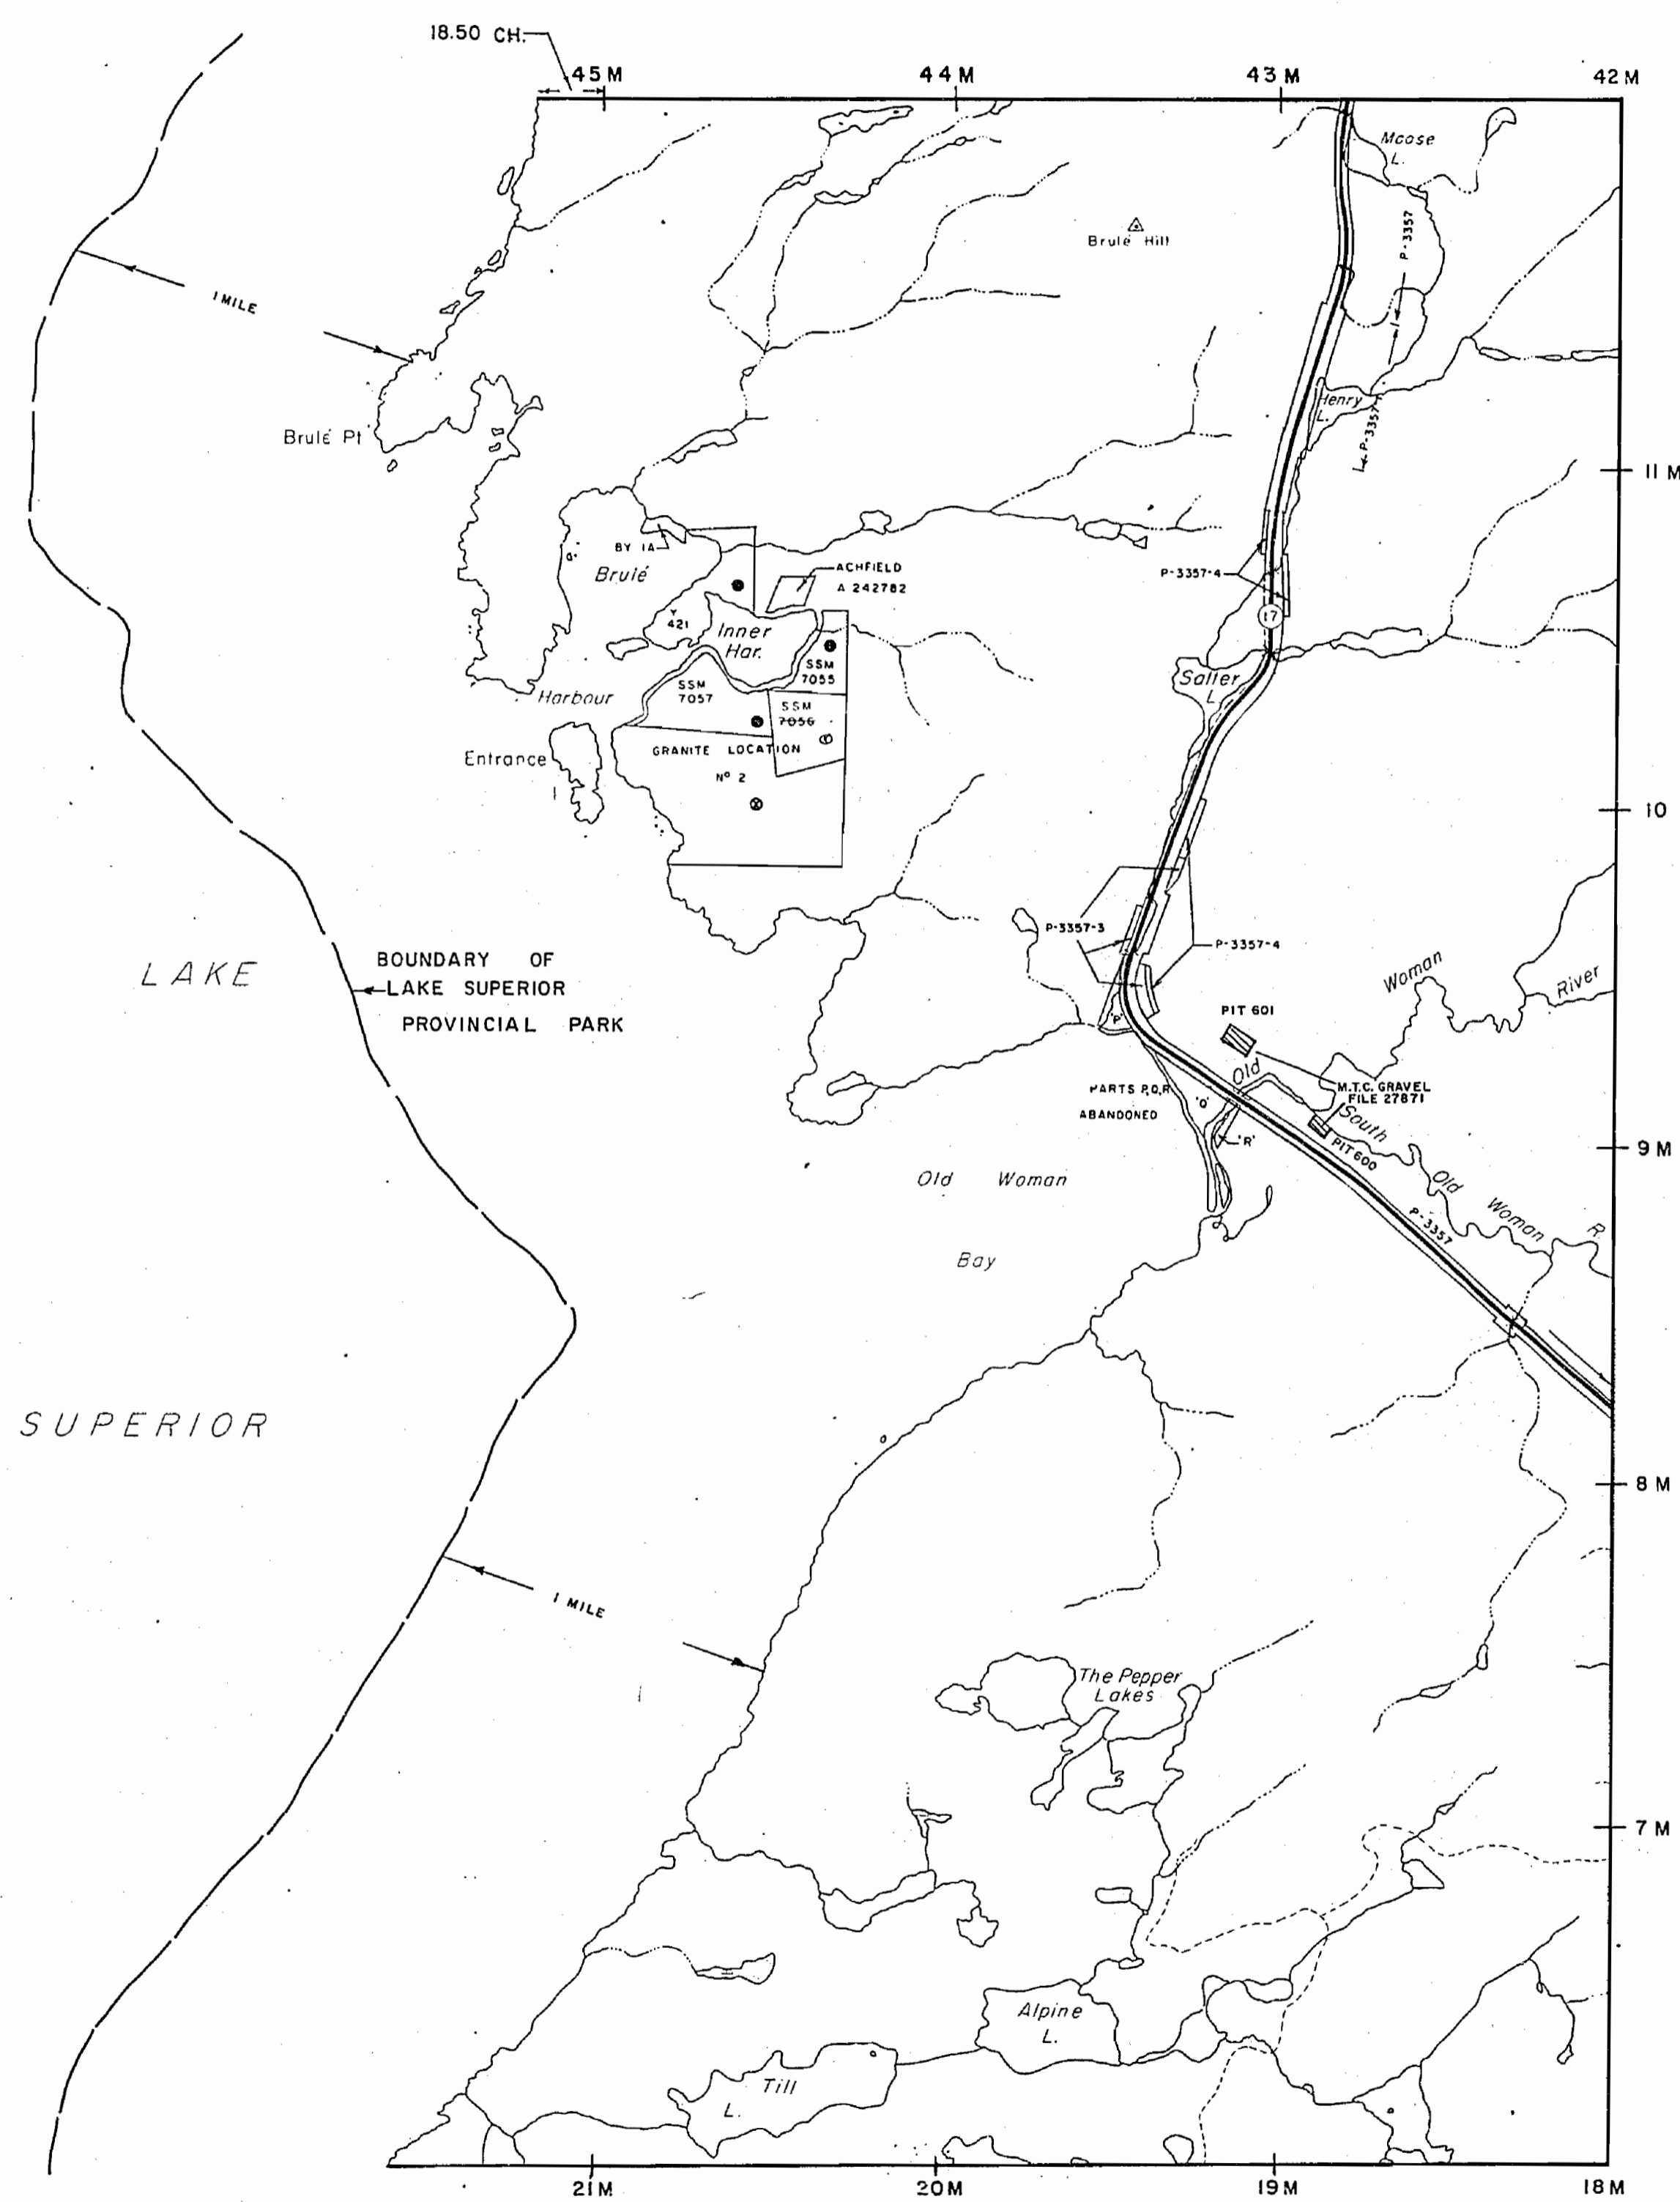 18.50 CH.
45M
44M
43M
42M
Moose
L.
P-3357
Brulé Hill
1 MILE
Henry
L.
P-3357
Brulé Pt
11 M
BY 1A
Brulé
ACHFIELD
A 242782
P-3357-4
Y
421
Inner
Har.
17
SSM
7055
Salter
L.
SSM
7057
Harbour
SSM
7056
Entrance
GRANITE LOCATION
Nº 2
I
10
P-3357-3
P-3357-4
BOUNDARY OF
LAKE SUPERIOR
PROVINCIAL PARK
LAKE
Woman
River
PIT 601
'P'
Old
M.T.C. GRAVEL
FILE 27871
PARTS P,Q,R
ABANDONED
'Q'
South
'R'
PIT 600
9 M
Old Woman
Old
Woman
R.
P-3357
Bay
SUPERIOR
8 M
1 MILE
The Pepper
Lakes
7 M
Alpine
L.
Till
L.
21M
20M
19M
18M